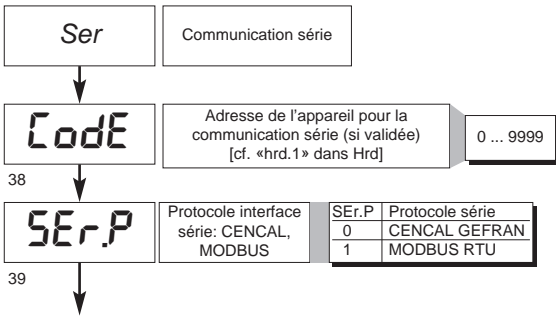 Ser
Communication série
CodE
Adresse de l'appareil pour la
communication série (si validée)
[cf. «hrd.1» dans Hrd]
0 ... 9999
38
SEr.P
Protocole interface
série: CENCAL,
MODBUS
SEr.P Protocole série
0 CENCAL GEFRAN
1 MODBUS RTU
39